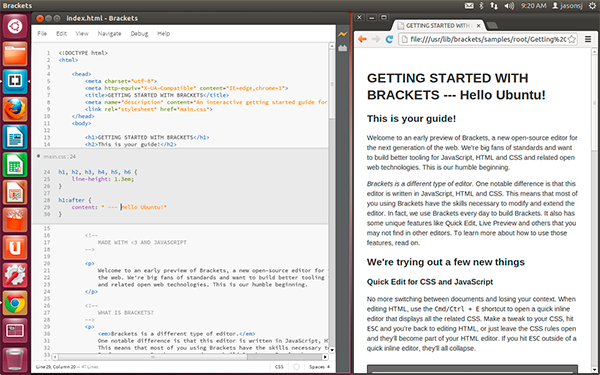 Brackets
9:20 AM jasonsj
index.html - Brackets
File Edit View Navigate Debug Help
1 <!DOCTYPE html>
2 <html>
3
4 <head>
5 <meta charset="utf-8">
6 <meta http-equiv="X-UA-Compatible" content="IE=edge,chrome=1">
7 <title>GETTING STARTED WITH BRACKETS</title>
8 <meta name="description" content="An interactive getting started guide for
9 <link rel="stylesheet" href="main.css">
10 </head>
11 <body>
12
13 <h1>GETTING STARTED WITH BRACKETS</h1>
14 <h2>This is your guide!</h2>
main.css : 24
24 h1, h2, h3, h4, h5, h6 {
25 line-height: 1.3em;
26 }
27
28 h1:after {
29 content: " --- Hello Ubuntu!"
30 }
15
16 <!--
17 MADE WITH <3 AND JAVASCRIPT
18 -->
19
20 <p>
21 Welcome to an early preview of Brackets, a new open-source editor for
22 the web. We're big fans of standards and want to build better tooling
23 and related open web technologies. This is our humble beginning.
24 </p>
25
26 <!--
27 WHAT IS BRACKETS?
28 -->
29 <p>
30 <em>Brackets is a different type of editor.</em>
31 One notable difference is that this editor is written in JavaScript, H
32 This means that most of you using Brackets have the skills necessary t
Line 29, Column 20 — 41 Lines
CSS
Spaces: 4
GETTING STARTED WITH
file:///usr/lib/brackets/samples/root/Getting%20
GETTING STARTED WITH
BRACKETS --- Hello Ubuntu!
This is your guide!
Welcome to an early preview of Brackets, a new open-source editor for
the next generation of the web. We're big fans of standards and want
to build better tooling for JavaScript, HTML and CSS and related open
web technologies. This is our humble beginning.
Brackets is a different type of editor. One notable difference is that this
editor is written in JavaScript, HTML and CSS. This means that most of
you using Brackets have the skills necessary to modify and extend the
editor. In fact, we use Brackets every day to build Brackets. It also has
some unique features like Quick Edit, Live Preview and others that you
may not find in other editors. To learn more about how to use those
features, read on.
We're trying out a few new things
Quick Edit for CSS and JavaScript
No more switching between documents and losing your context. When
editing HTML, use the Cmd/Ctrl + E shortcut to open a quick inline
editor that displays all the related CSS. Make a tweak to your CSS, hit
ESC and you're back to editing HTML, or just leave the CSS rules open
and they'll become part of your HTML editor. If you hit ESC outside of a
quick inline editor, they'll all collapse.